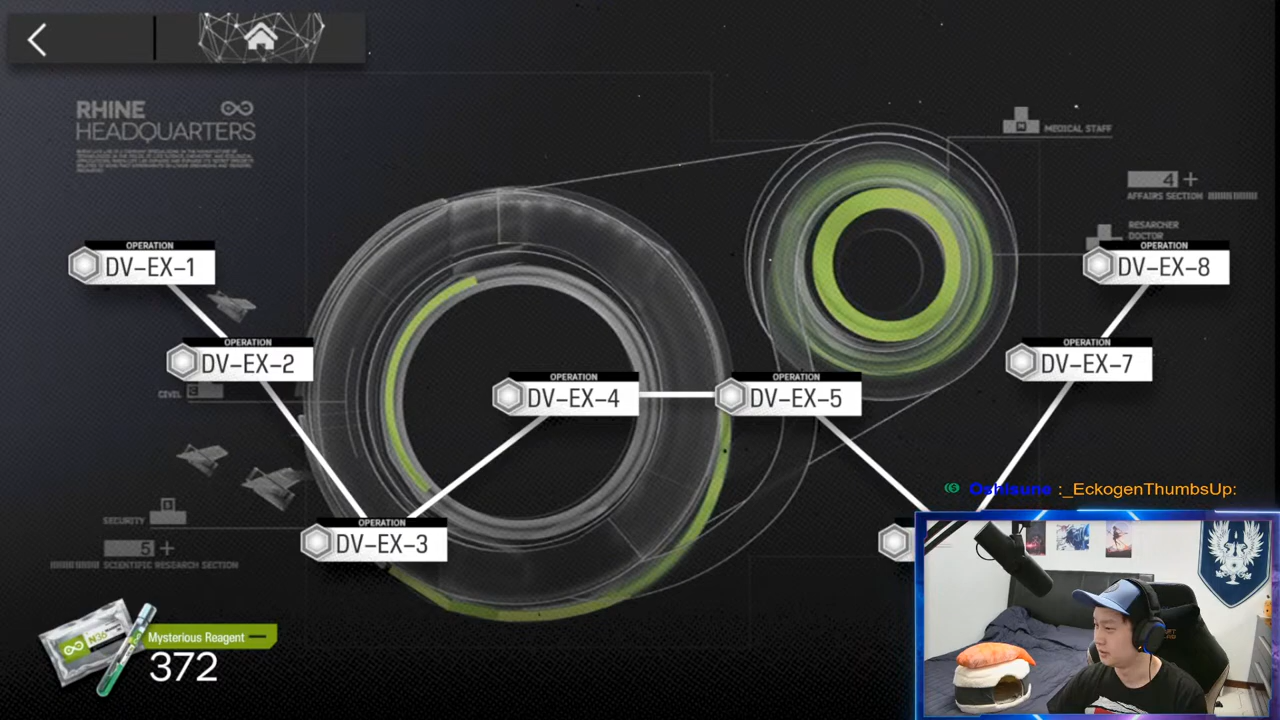 RHINE
HEADQUARTERS
MEDICAL STAFF
4 +
AFFAIRS SECTION
RESARCHER
DOCTOR
OPERATION
DV-EX-1
OPERATION
DV-EX-8
OPERATION
DV-EX-2
OPERATION
DV-EX-7
OPERATION
DV-EX-4
OPERATION
DV-EX-5
SECURITY
5 +
SCIENTIFIC RESEARCH SECTION
OPERATION
DV-EX-3
Oshisune :_EckogenThumbsUp:
Mysterious Reagent
372